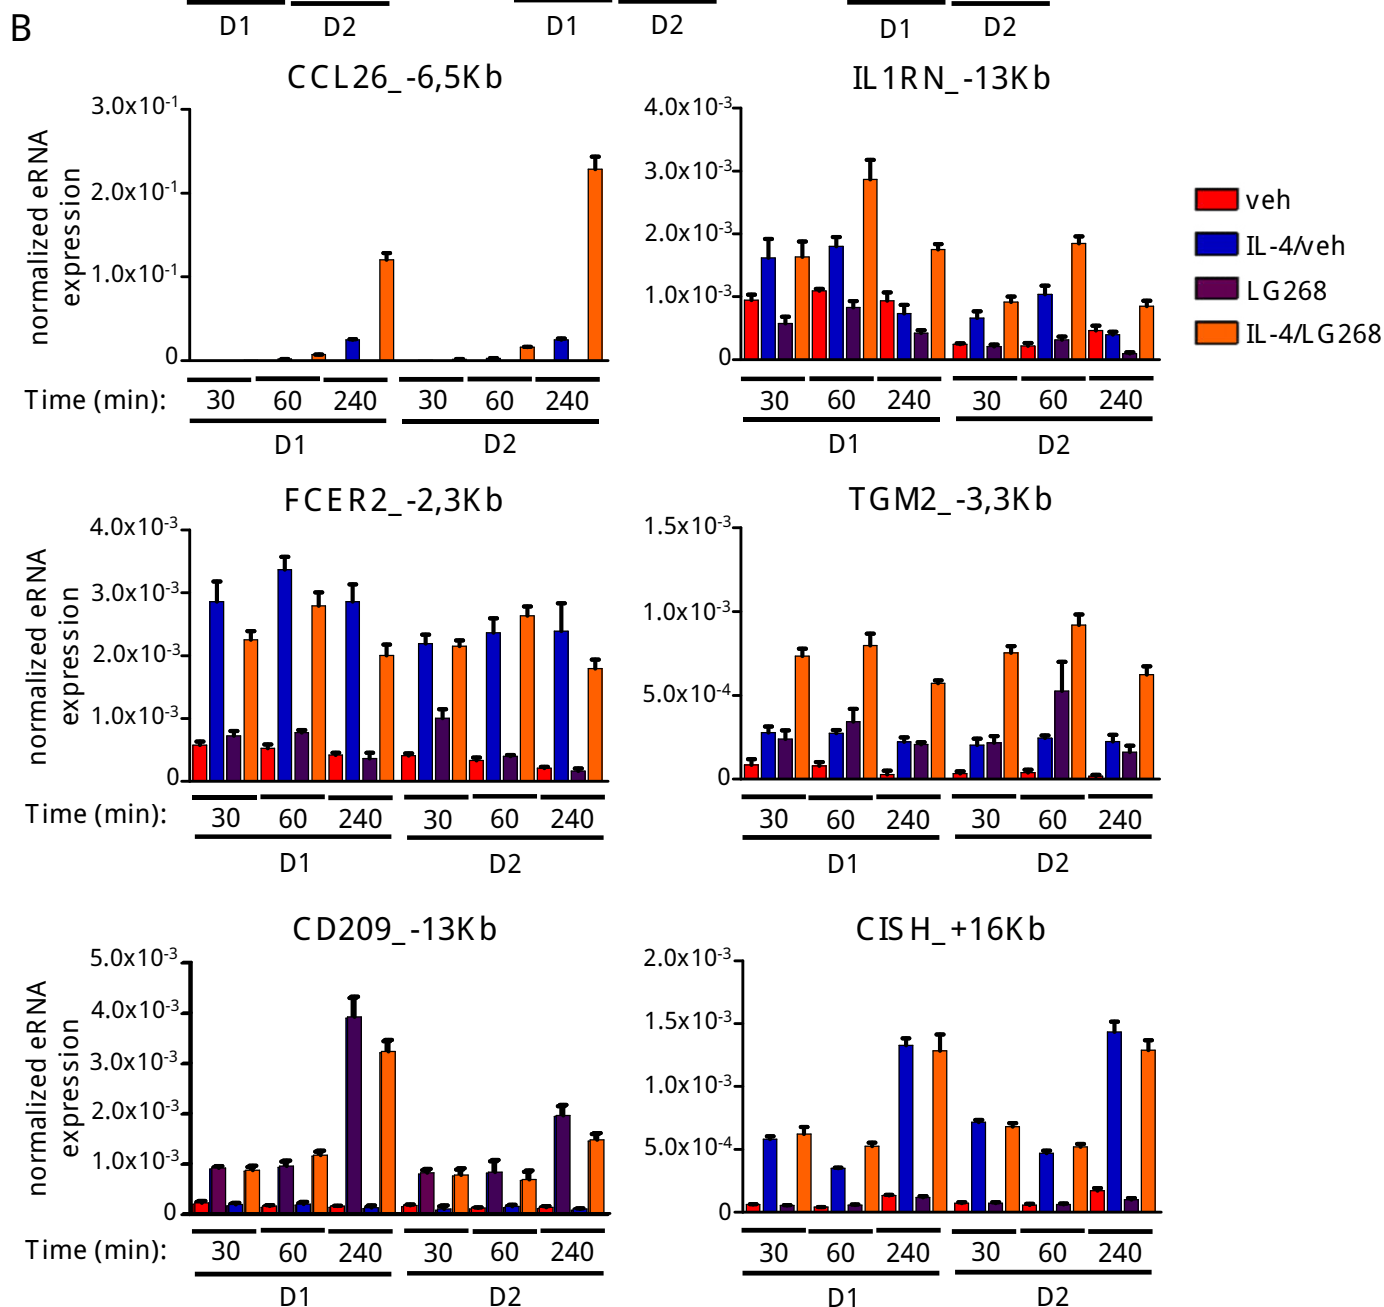 D1 D2 D1 D2 D1 D2
B
CCL26_-6,5Kb
IL1RN_-13Kb
normalized eRNA
expression
3.0x10-1
2.0x10-1
1.0x10-1
0
4.0x10-3
3.0x10-3
2.0x10-3
1.0x10-3
0
veh
IL-4/veh
LG268
IL-4/LG268
Time (min): 30 60 240 30 60 240
D1 D2
30 60 240 30 60 240
D1 D2
FCER2_-2,3Kb
TGM2_-3,3Kb
normalized eRNA
expression
4.0x10-3
3.0x10-3
2.0x10-3
1.0x10-3
0
1.5x10-3
1.0x10-3
5.0x10-4
0
Time (min): 30 60 240 30 60 240
D1 D2
30 60 240 30 60 240
D1 D2
CD209_-13Kb
CISH_+16Kb
normalized eRNA
expression
5.0x10-3
4.0x10-3
3.0x10-3
2.0x10-3
1.0x10-3
0
2.0x10-3
1.5x10-3
1.0x10-3
5.0x10-4
0
Time (min): 30 60 240 30 60 240
D1 D2
30 60 240 30 60 240
D1 D2